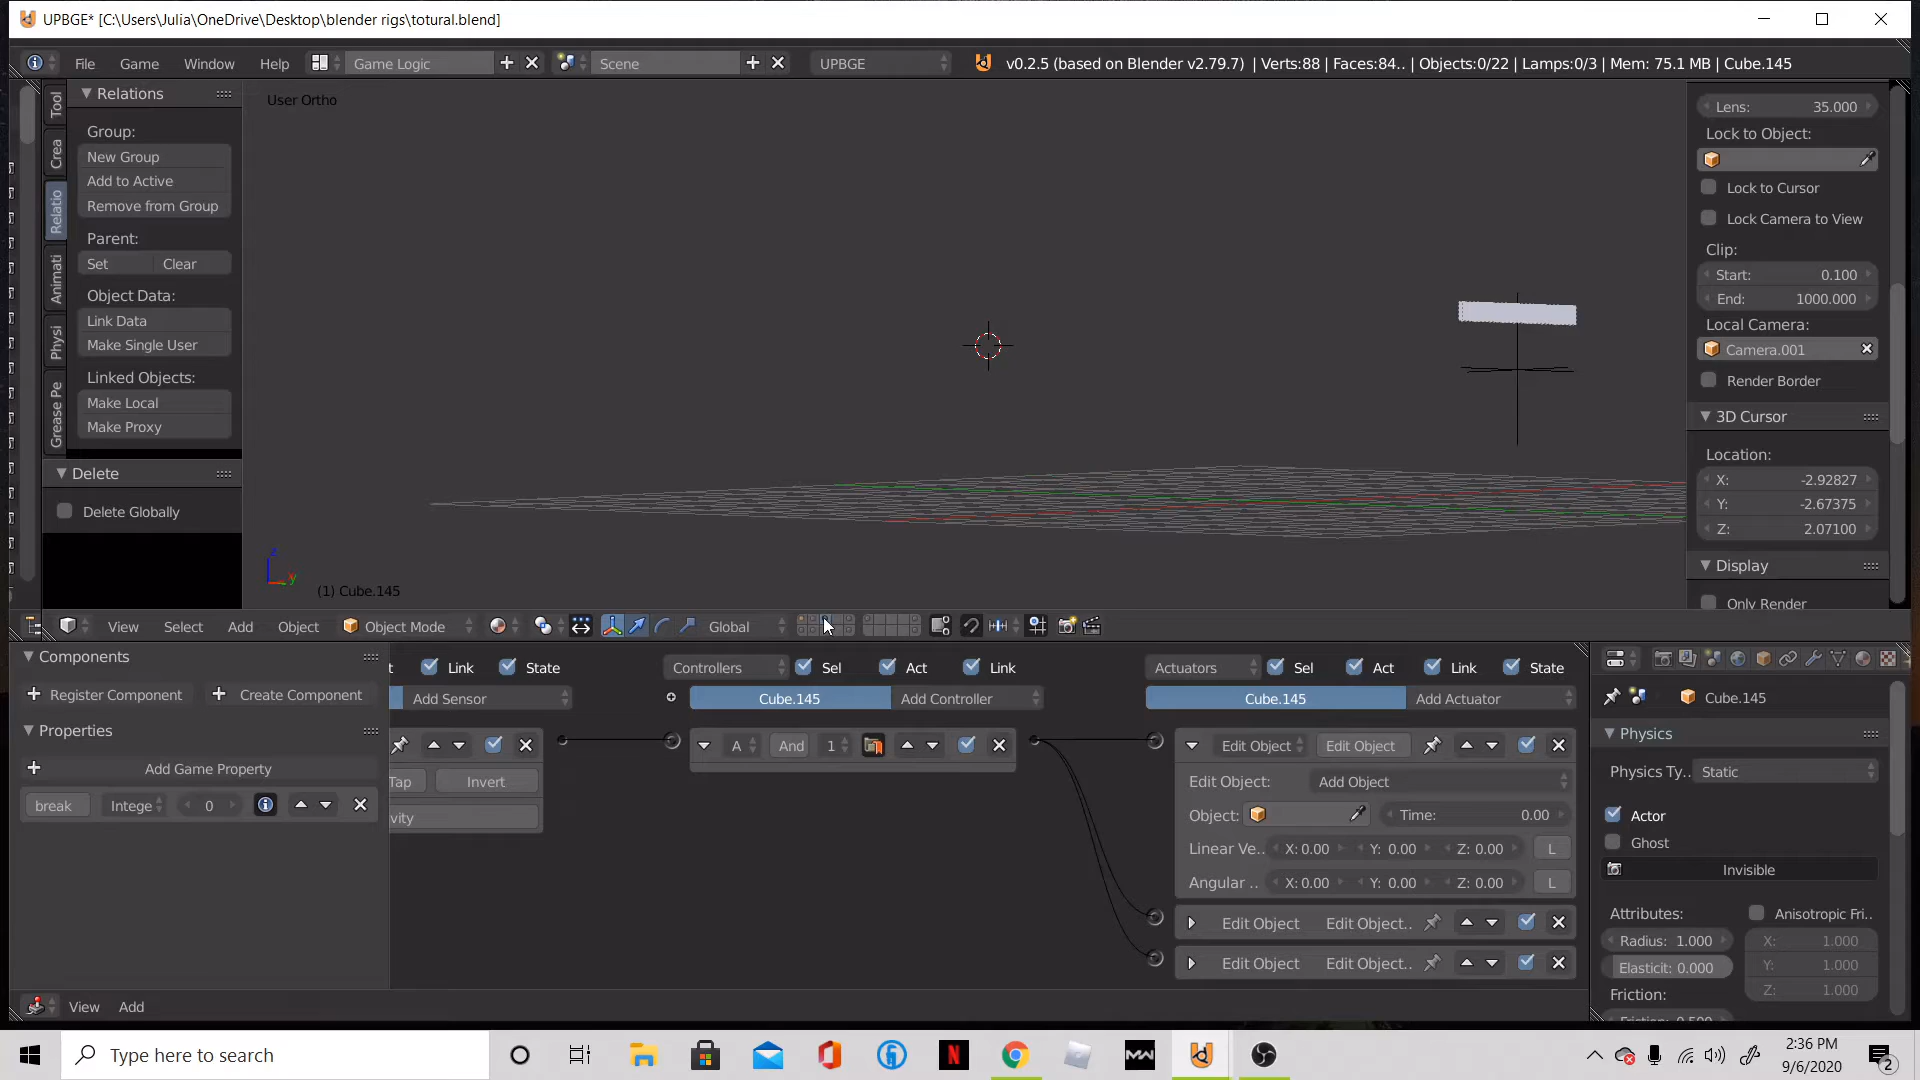 UPBGE* [C:\Users\Julia\OneDrive\Desktop\blender rigs\totural.blend]
File Game Window Help Game Logic Scene UPBGE v0.2.5 (based on Blender v2.79.7) | Verts:88 | Faces:84.. | Objects:0/22 | Lamps:0/3 | Mem: 75.1 MB | Cube.145
Tool
Crea
Relatio
Animati
Physi
Grease Pe
Relations
Group:
New Group
Add to Active
Remove from Group
Parent:
Set Clear
Object Data:
Link Data
Make Single User
Linked Objects:
Make Local
Make Proxy
Delete
Delete Globally
User Ortho
z
y
(1) Cube.145
Lens: 35.000
Lock to Object:
Lock to Cursor
Lock Camera to View
Clip:
Start: 0.100
End: 1000.000
Local Camera:
Camera.001
Render Border
3D Cursor
Location:
X: -2.92827
Y: -2.67375
Z: 2.07100
Display
Only Render
View Select Add Object Object Mode Global
Components
Register Component Create Component
Properties
Add Game Property
break Intege 0
t Link State
Add Sensor
Tap Invert
vity
Controllers Sel Act Link
Cube.145 Add Controller
A And 1
Actuators Sel Act Link State
Cube.145 Add Actuator
Edit Object Edit Object
Edit Object: Add Object
Object: Time: 0.00
Linear Ve.. X: 0.00 Y: 0.00 Z: 0.00 L
Angular .. X: 0.00 Y: 0.00 Z: 0.00 L
Edit Object Edit Object..
Edit Object Edit Object..
Cube.145
Physics
Physics Ty.. Static
Actor
Ghost
Invisible
Attributes: Anisotropic Fri..
Radius: 1.000 X: 1.000
Elasticit: 0.000 Y: 1.000
Friction: Z: 1.000
Friction: 0.500
View Add
Type here to search
2:36 PM
9/6/2020
2